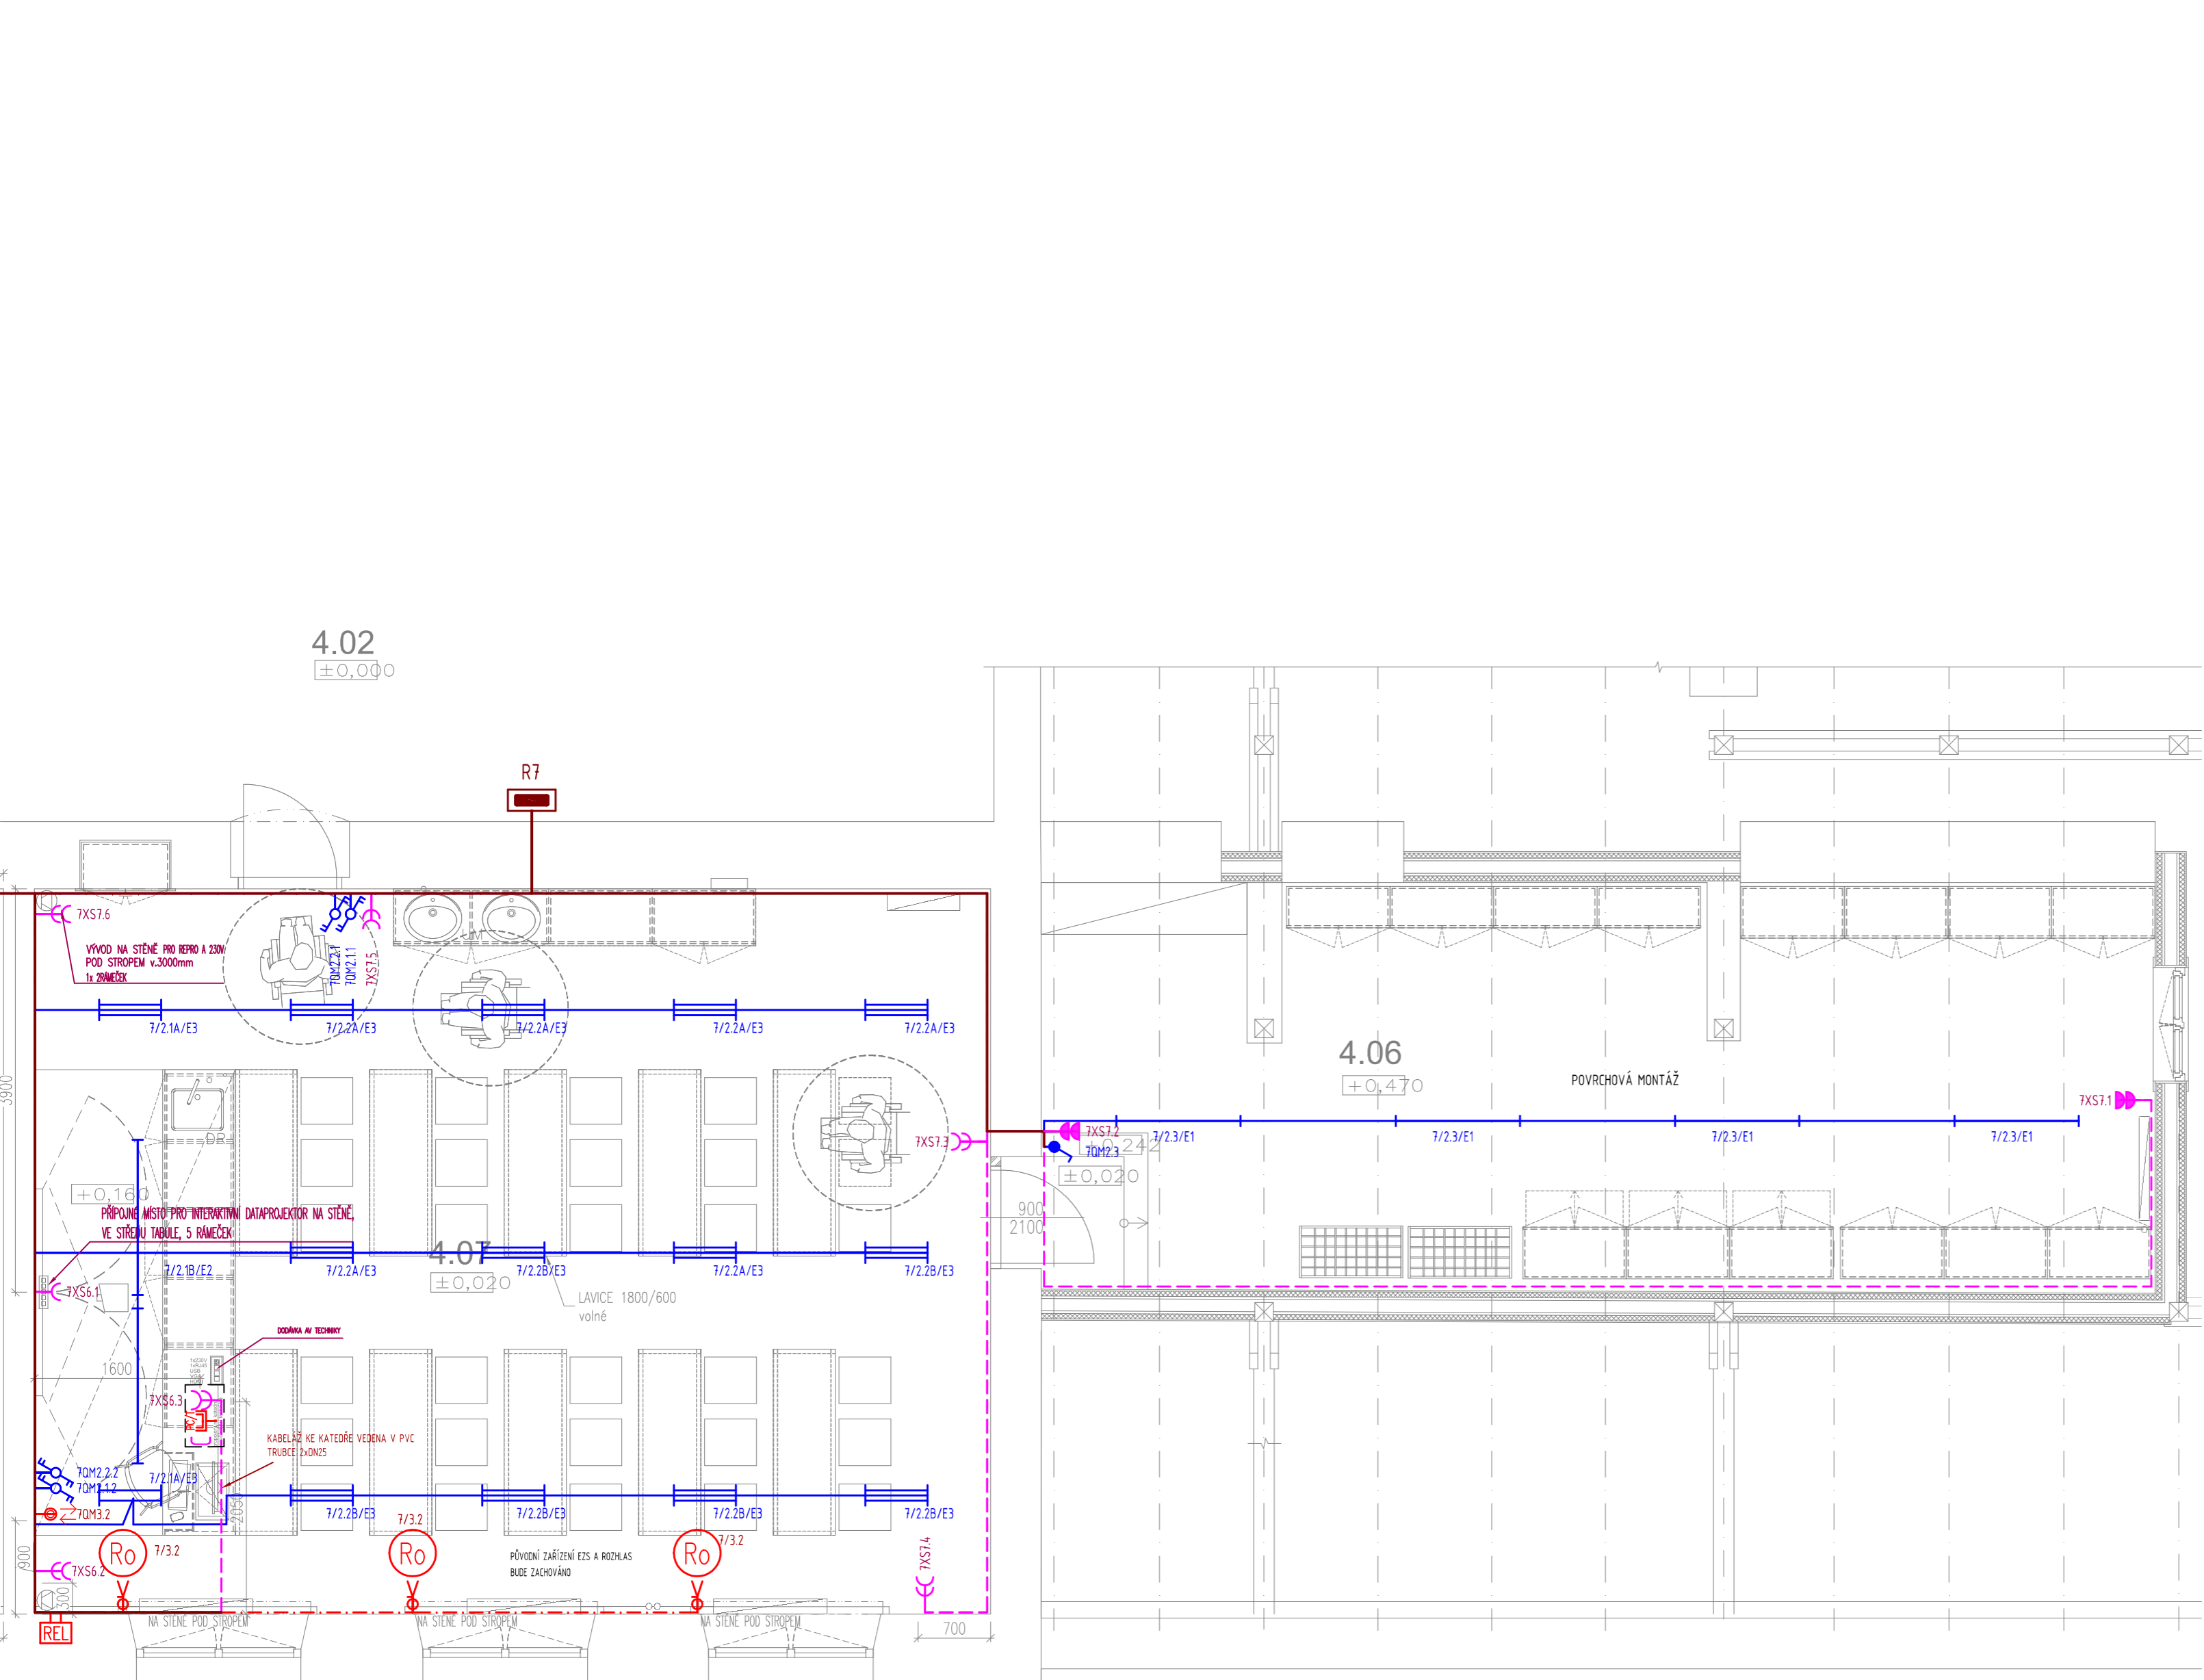 4.02
±0,000
R7
7XS7.6
VÝVOD NA STĚNĚ PRO REPRO A 230V
POD STROPEM v.3000mm
1x 2RÁMEČEK
7QM2.2.1
7QM2.1.1
7XS7.5
7/2.1A/E3
7/2.2A/E3
7/2.2A/E3
7/2.2A/E3
7/2.2A/E3
4.06
+0,470
POVRCHOVÁ MONTÁŽ
7XS7.1
3900
DR
7XS7.3
7XS7.2
+0,242
7QM2.3
±0,020
7/2.3/E1
7/2.3/E1
7/2.3/E1
7/2.3/E1
+0,160
PŘÍPOJNÉ MÍSTO PRO INTERAKTIVNÍ DATAPROJEKTOR NA STĚNĚ,
VE STŘEDU TABULE, 5 RÁMEČEK
900
2100
4.07
±0,020
7/2.1B/E2
7/2.2A/E3
7/2.2B/E3
7/2.2A/E3
7/2.2B/E3
7XS6.1
LAVICE 1800/600
volné
DODÁVKA AV TECHNIKY
1600
7XS6.3
KABELÁŽ KE KATEDŘE VEDENA V PVC
TRUBCE 2xDN25
7QM2.2.2
7QM2.1.2
7/2.1A/E3
7QM3.2
2050
7/2.2B/E3
7/2.2B/E3
7/2.2B/E3
7/2.2B/E3
7/3.2
7/3.2
7/3.2
Ro
Ro
Ro
900
7XS6.2
300
PŮVODNÍ ZAŘÍZENÍ EZS A ROZHLAS
BUDE ZACHOVÁNO
7XS7.4
NA STĚNĚ POD STROPEM
NA STĚNĚ POD STROPEM
NA STĚNĚ POD STROPEM
REL
700